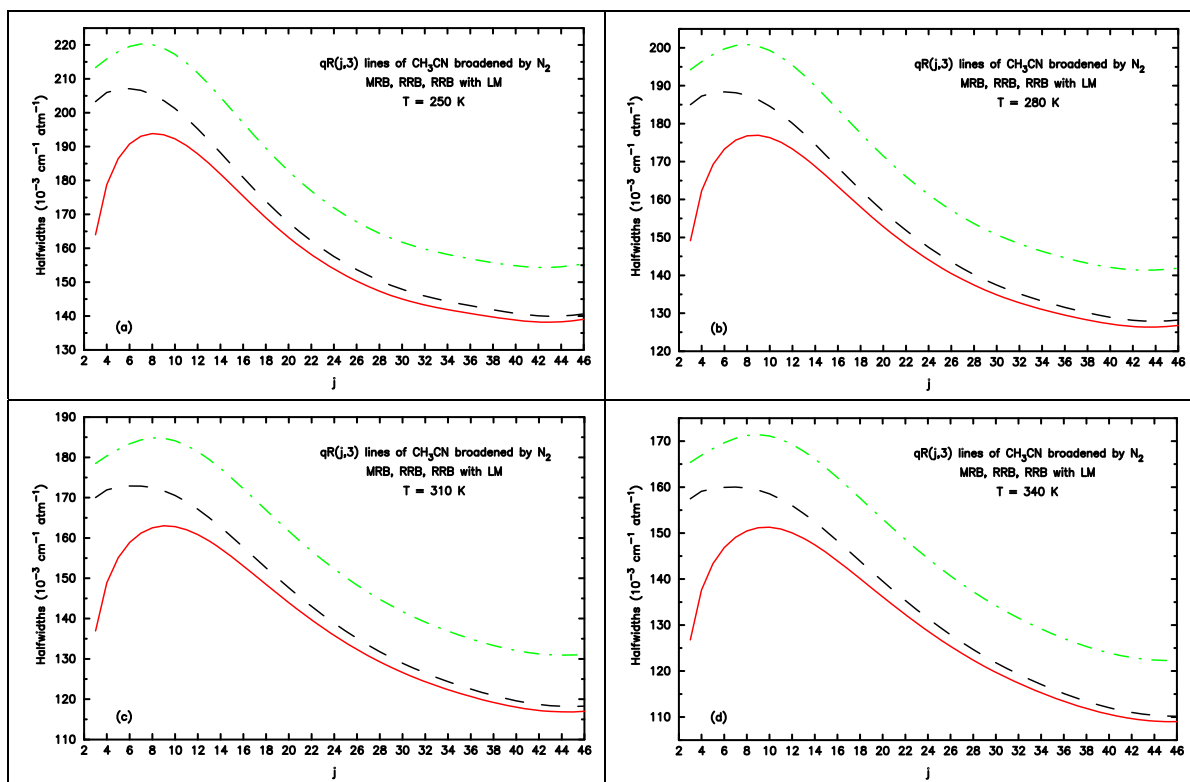 220
210
200
190
180
170
160
150
140
130
Halfwidths (10⁻³ cm⁻¹ atm⁻¹)
qR(j,3) lines of CH₃CN broadened by N₂
MRB, RRB, RRB with LM
T = 250 K
(a)
2 4 6 8 10 12 14 16 18 20 22 24 26 28 30 32 34 36 38 40 42 44 46
j
200
190
180
170
160
150
140
130
120
Halfwidths (10⁻³ cm⁻¹ atm⁻¹)
qR(j,3) lines of CH₃CN broadened by N₂
MRB, RRB, RRB with LM
T = 280 K
(b)
2 4 6 8 10 12 14 16 18 20 22 24 26 28 30 32 34 36 38 40 42 44 46
j
190
180
170
160
150
140
130
120
110
Halfwidths (10⁻³ cm⁻¹ atm⁻¹)
qR(j,3) lines of CH₃CN broadened by N₂
MRB, RRB, RRB with LM
T = 310 K
(c)
2 4 6 8 10 12 14 16 18 20 22 24 26 28 30 32 34 36 38 40 42 44 46
j
170
160
150
140
130
120
110
Halfwidths (10⁻³ cm⁻¹ atm⁻¹)
qR(j,3) lines of CH₃CN broadened by N₂
MRB, RRB, RRB with LM
T = 340 K
(d)
2 4 6 8 10 12 14 16 18 20 22 24 26 28 30 32 34 36 38 40 42 44 46
j